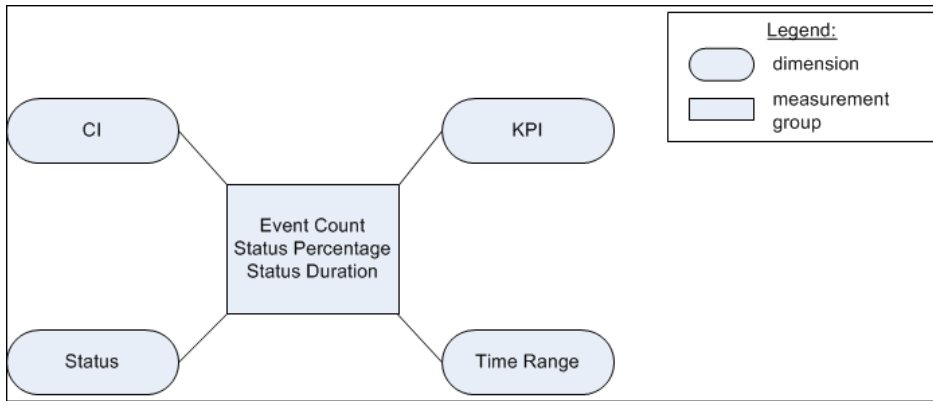 Legend:
dimension
measurement
group
CI
KPI
Event Count
Status Percentage
Status Duration
Status
Time Range